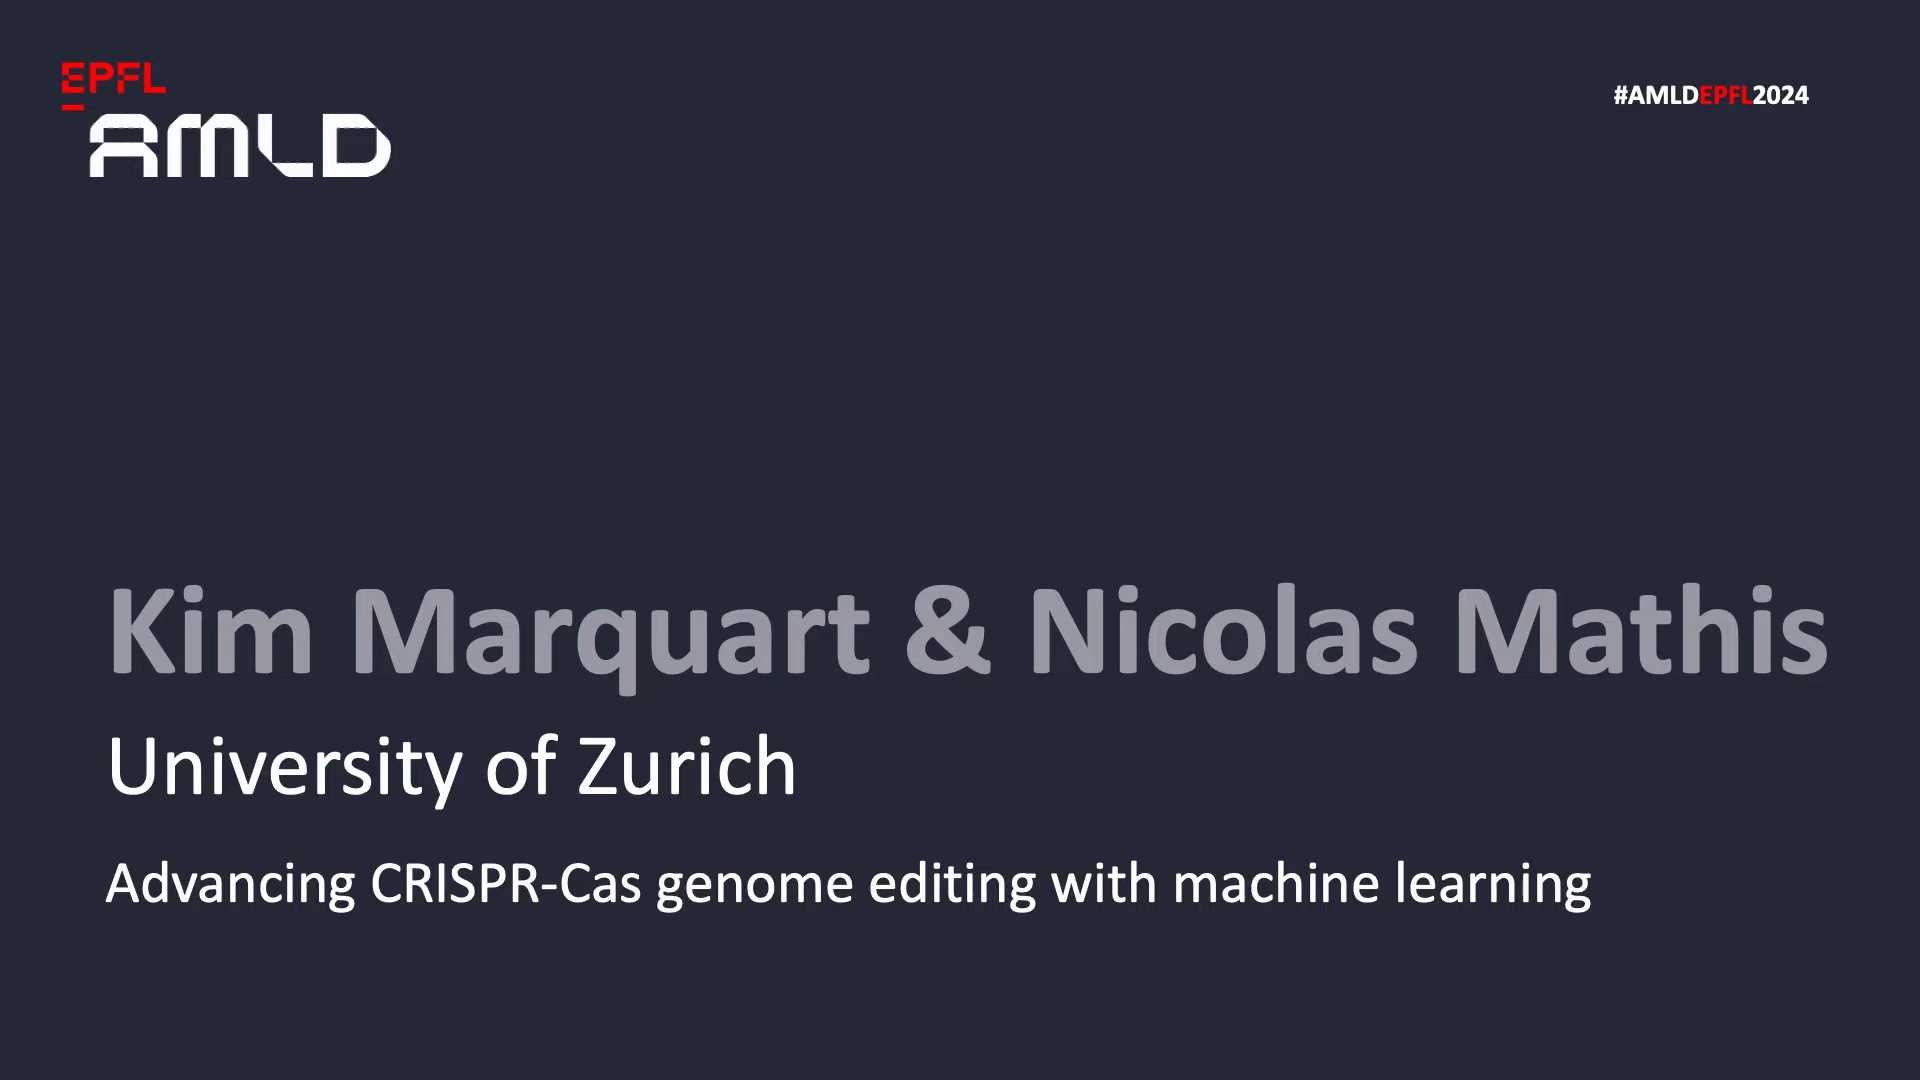 EPFL
AMLD
#AMLDEPFL2024
Kim Marquart & Nicolas Mathis
University of Zurich
Advancing CRISPR-Cas genome editing with machine learning